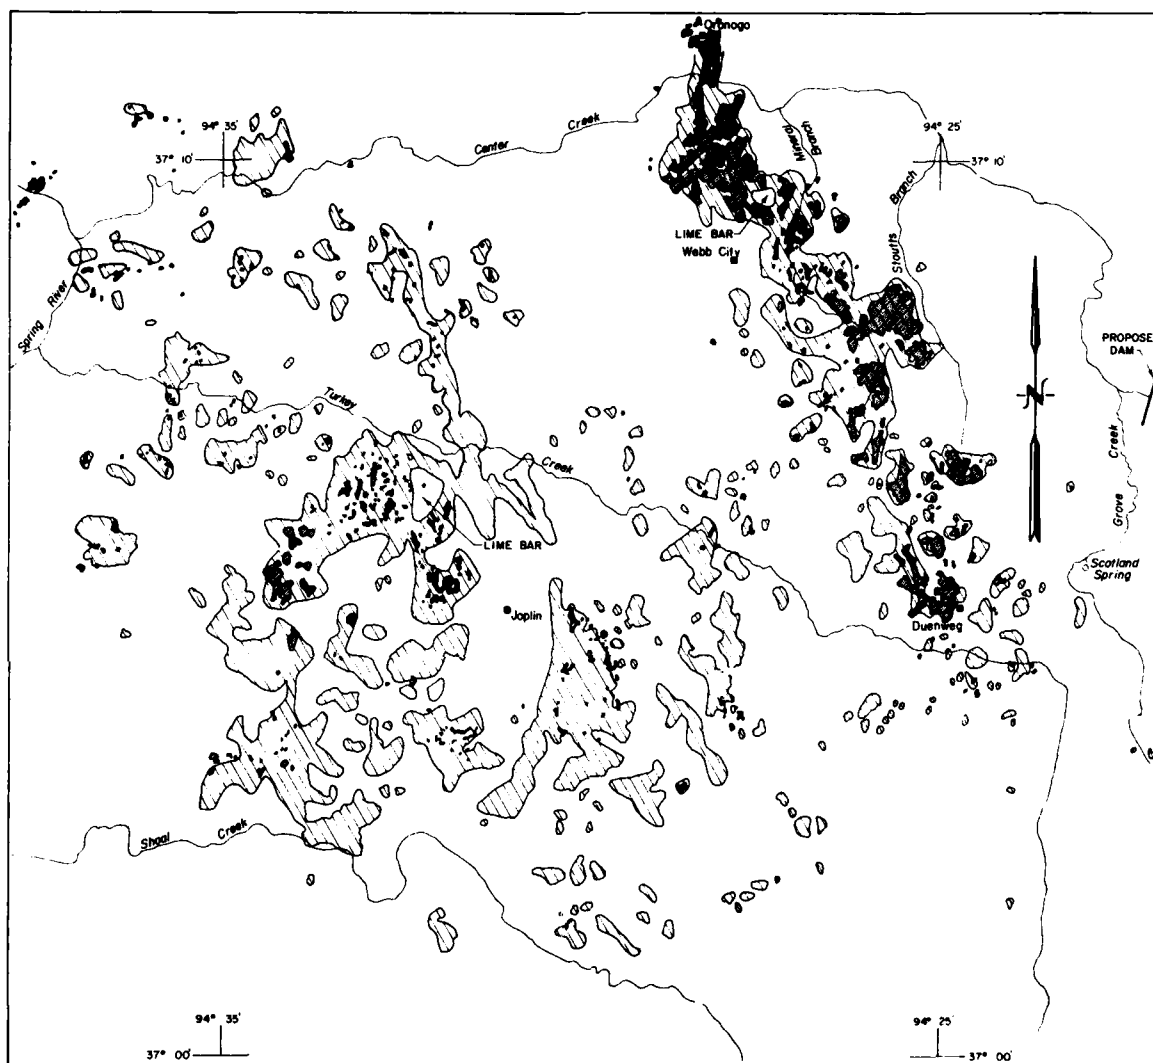 Oronogo
94° 35'
37° 10'
Center
Creek
Mineral
Branch
94° 25'
37° 10'
Branch
Stoutts
LIME BAR
Webb City
Spring
River
PROPOSE
DAM
N
Turkey
Creek
Creek
Grove
LIME BAR
Scotland
Spring
Joplin
Duenweg
Shoal
Creek
94° 35'
37° 00'
94° 25'
37° 00'